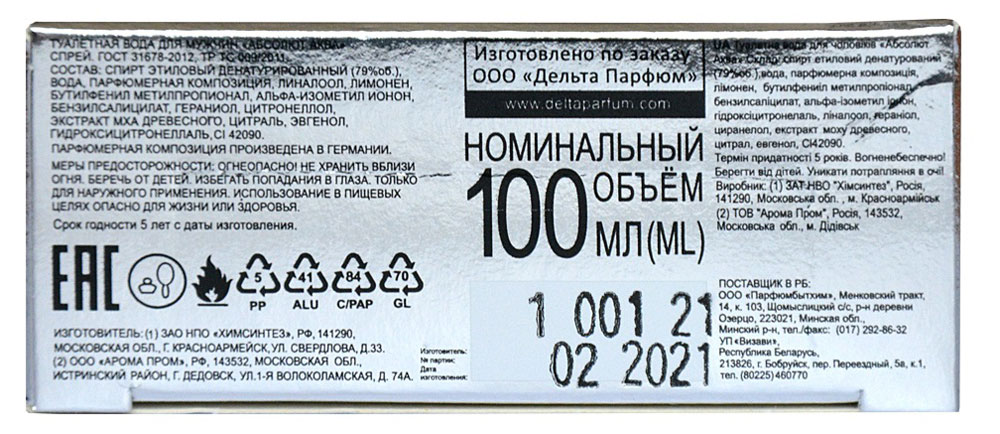 ТУАЛЕТНАЯ ВОДА ДЛЯ МУЖЧИН «АБСОЛЮТ АКВА»
СПРЕЙ. ГОСТ 31678-2012, ТР ТС 009/2011.
СОСТАВ: СПИРТ ЭТИЛОВЫЙ ДЕНАТУРИРОВАННЫЙ (79%об.),
ВОДА, ПАРФЮМЕРНАЯ КОМПОЗИЦИЯ, ЛИНАЛООЛ, ЛИМОНЕН,
БУТИЛФЕНИЛ МЕТИЛПРОПИОНАЛ, АЛЬФА-ИЗОМЕТИЛ ИОНОН,
БЕНЗИЛСАЛИЦИЛАТ, ГЕРАНИОЛ, ЦИТРОНЕЛЛОЛ,
ЭКСТРАКТ МХА ДРЕВЕСНОГО, ЦИТРАЛЬ, ЭВГЕНОЛ,
ГИДРОКСИЦИТРОНЕЛЛАЛЬ, CI 42090.
ПАРФЮМЕРНАЯ КОМПОЗИЦИЯ ПРОИЗВЕДЕНА В ГЕРМАНИИ.
МЕРЫ ПРЕДОСТОРОЖНОСТИ: ОГНЕОПАСНО! НЕ ХРАНИТЬ ВБЛИЗИ
ОГНЯ. БЕРЕЧЬ ОТ ДЕТЕЙ. ИЗБЕГАТЬ ПОПАДАНИЯ В ГЛАЗА. ТОЛЬКО
ДЛЯ НАРУЖНОГО ПРИМЕНЕНИЯ. ИСПОЛЬЗОВАНИЕ В ПИЩЕВЫХ
ЦЕЛЯХ ОПАСНО ДЛЯ ЖИЗНИ ИЛИ ЗДОРОВЬЯ.
Срок годности 5 лет с даты изготовления.
EAC
5 41 84 70
PP ALU C/PAP GL
ИЗГОТОВИТЕЛЬ: (1) ЗАО НПО «ХИМСИНТЕЗ», РФ, 141290,
МОСКОВСКАЯ ОБЛ., Г. КРАСНОАРМЕЙСК, УЛ. СВЕРДЛОВА, Д.33.
(2) ООО «АРОМА ПРОМ», РФ, 143532, МОСКОВСКАЯ ОБЛ.,
ИСТРИНСКИЙ РАЙОН, Г. ДЕДОВСК, УЛ.1-Я ВОЛОКОЛАМСКАЯ, Д. 74А.
Изготовлено по заказу
ООО «Дельта Парфюм»
www.deltaparfum.com
НОМИНАЛЬНЫЙ
100 ОБЪЁМ
МЛ(ML)
Изготовитель:
№ партии:
Дата
изготовления:
1 001 21
02 2021
UA Туалетна вода для чоловіків «Абсолют
Аква» Склад: спирт етиловий денатурований
(79%об.),вода, парфумерна композиція,
лімонен, бутилфеніл метилпропіонал,
бензилсаліцилат, альфа-ізометил іонон,
гідроксіцитронелаль, ліналоол, гераніол,
циранелол, екстракт моху древесного,
цитрал, евгенол, CI42090.
Термін придатності 5 років. Вогненебеспечно!
Берегти від дітей. Уникати потрапляння в очі!
Виробник: (1) ЗАТ НВО "Хімсинтез", Росія,
141290, Московська обл., м. Красноармійськ
(2) ТОВ "Арома Пром", Росія, 143532,
Московська обл., м. Дідівськ
ПОСТАВЩИК В РБ:
ООО «Парфюмбытхим», Менковский тракт,
14, к. 103, Щомыслицкий с/с, р-н деревни
Озерцо, 223021, Минская обл.,
Минский р-н, тел./факс: (017) 292-86-32
УП «Визави»,
Республика Беларусь,
213826, г. Бобруйск, пер. Переездный, 5в, к.1,
тел. (80225) 460770